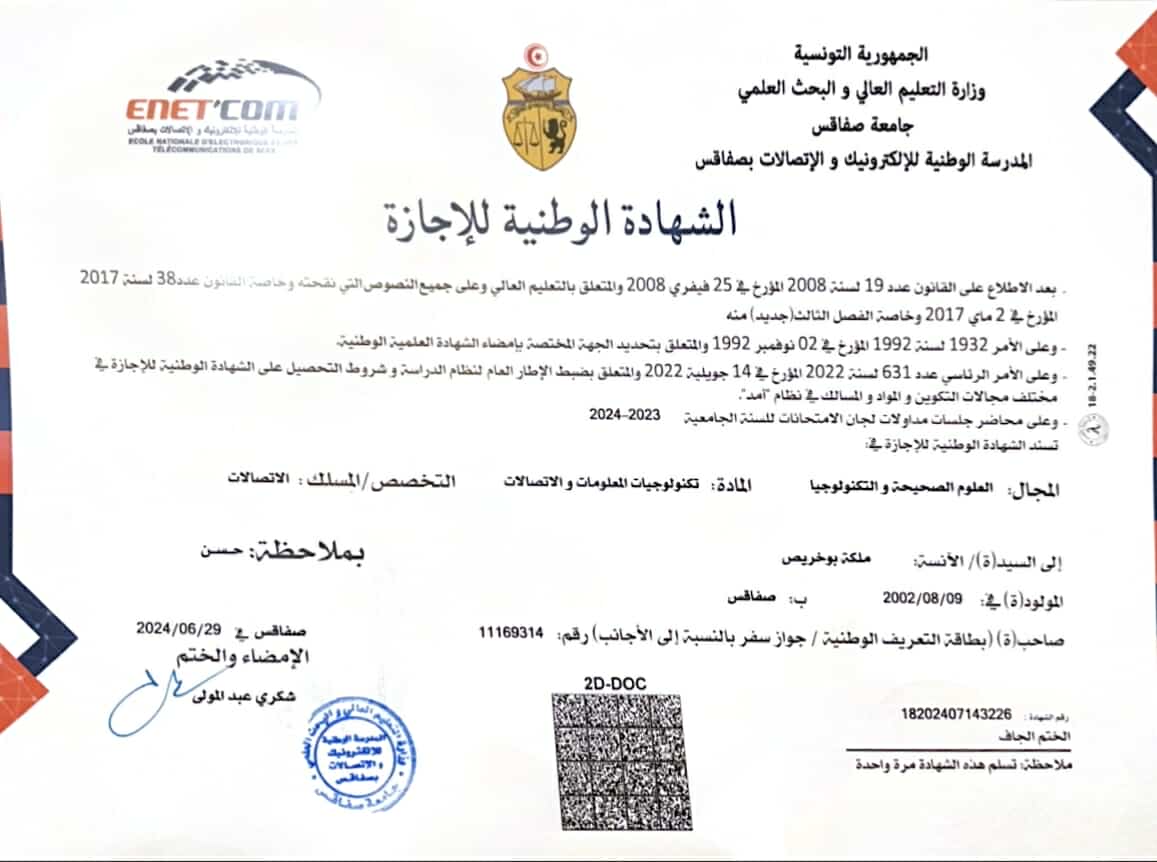 الجمهورية التونسية
وزارة التعليم العالي و البحث العلمي
جامعة صفاقس
المدرسة الوطنية للإلكترونيك و الإتصالات بصفاقس
ENET'COM
المدرسة الوطنية للإلكترونيك و الإتصالات بصفاقس
ECOLE NATIONALE D'ELECTRONIQUE ET DES
TÉLÉCOMMUNICATIONS DE SFAX
الشهادة الوطنية للإجازة
- بعد الاطلاع على القانون عدد 19 لسنة 2008 المؤرخ في 25 فيفري 2008 والمتعلق بالتعليم العالي وعلى جميع النصوص التي نقحته وخاصة القانون عدد 38 لسنة 2017
المؤرخ في 2 ماي 2017 وخاصة الفصل الثالث(جديد) منه
- وعلى الأمر 1932 لسنة 1992 المؤرخ في 02 نوفمبر 1992 والمتعلق بتحديد الجهة المختصة بإمضاء الشهادة العلمية الوطنية.
- وعلى الأمر الرئاسي عدد 631 لسنة 2022 المؤرخ في 14 جويلية 2022 والمتعلق بضبط الإطار العام لنظام الدراسة و شروط التحصيل على الشهادة الوطنية للإجازة في
مختلف مجالات التكوين و المواد و المسالك في نظام "أمد".
- وعلى محاضر جلسات مداولات لجان الامتحانات للسنة الجامعية 2023-2024
تسند الشهادة الوطنية للإجازة في:
18-2.1.49.22
المجال: العلوم الصحيحة و التكنولوجيا المادة: تكنولوجيات المعلومات و الاتصالات التخصص/المسلك: الاتصالات
إلى السيد(ة)/ الأنسة: ملكة بوخريص بملاحظة: حسن
المولود(ة) في: 2002/08/09 ب: صفاقس
صاحب(ة) (بطاقة التعريف الوطنية / جواز سفر بالنسبة إلى الأجانب) رقم: 11169314
صفاقس في 2024/06/29
الإمضاء والختم
شكري عبد المولى
وزارة التعليم العالي و البحث العلمي
المدرسة الوطنية
للإلكترونيك
و الإتصالات
بصفاقس
جامعة صفاقس
2D-DOC
رقم الشهادة: 18202407143226
الختم الجاف
ملاحظة: تسلم هذه الشهادة مرة واحدة